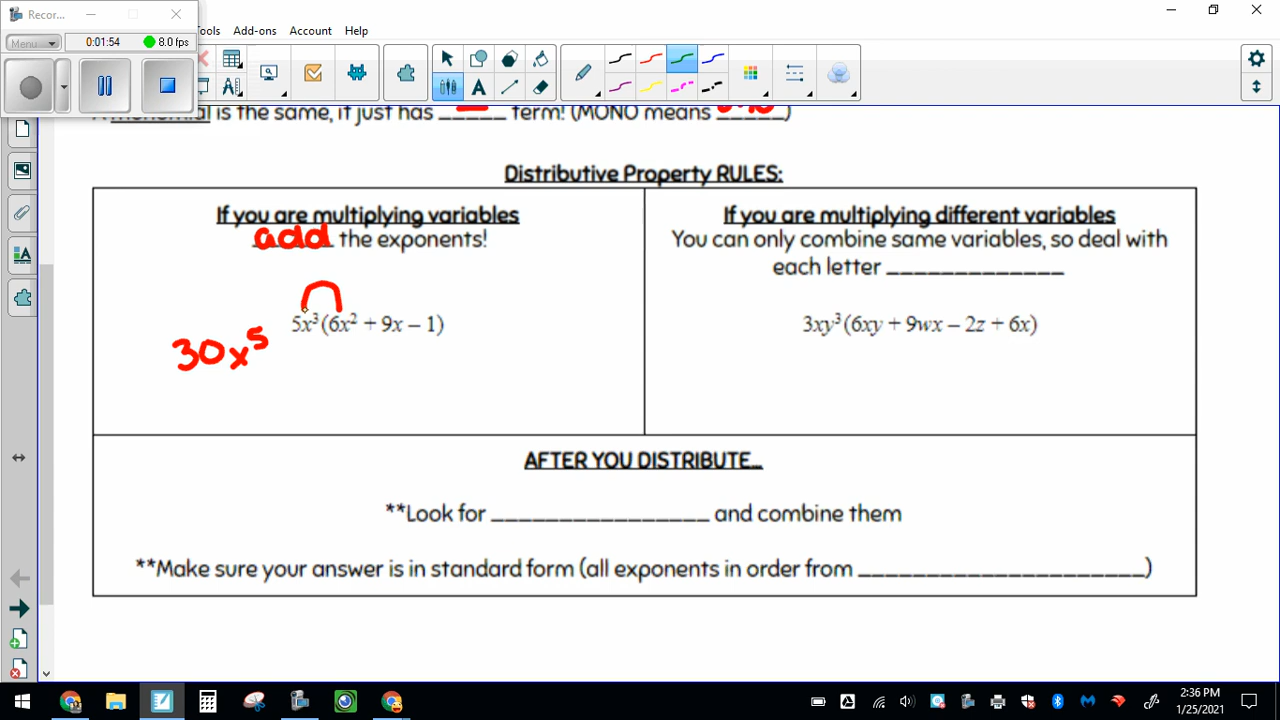 Recor...
Menu
00:01:54 8.0 fps
Tools Add-ons Account Help
is the same, it just has _____ term! (MONO means _____)
Distributive Property RULES:
If you are multiplying variables
add the exponents!
5x³(6x² + 9x – 1)
30x⁵
If you are multiplying different variables
You can only combine same variables, so deal with
each letter _____________
3xy³(6xy + 9wx – 2z + 6x)
AFTER YOU DISTRIBUTE...
**Look for ________________ and combine them
**Make sure your answer is in standard form (all exponents in order from _____________________)
2:36 PM
1/25/2021